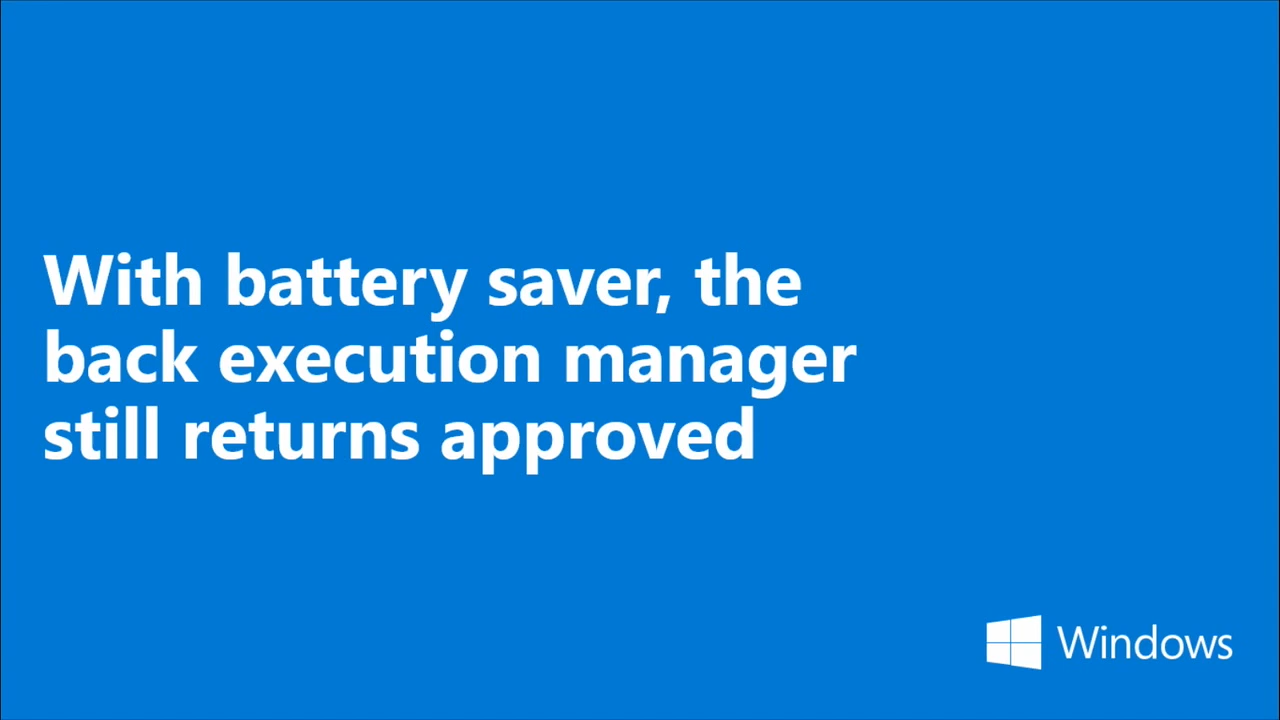 With battery saver, the
back execution manager
still returns approved
Windows